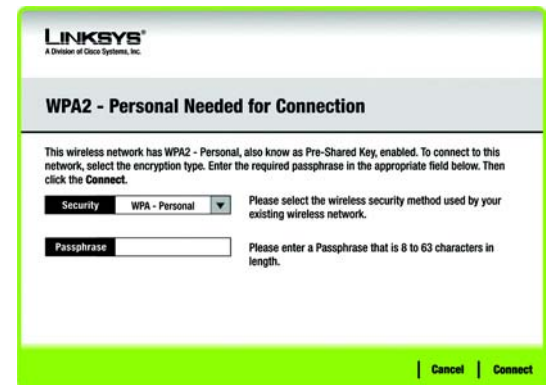 LINKSYS®
A Division of Cisco Systems, Inc.
WPA2 - Personal Needed for Connection
This wireless network has WPA2 - Personal, also know as Pre-Shared Key, enabled. To connect to this
network, select the encryption type. Enter the required passphrase in the appropriate field below. Then
click the Connect.
Security WPA - Personal Please select the wireless security method used by your
existing wireless network.
Passphrase Please enter a Passphrase that is 8 to 63 characters in
length.
Cancel Connect